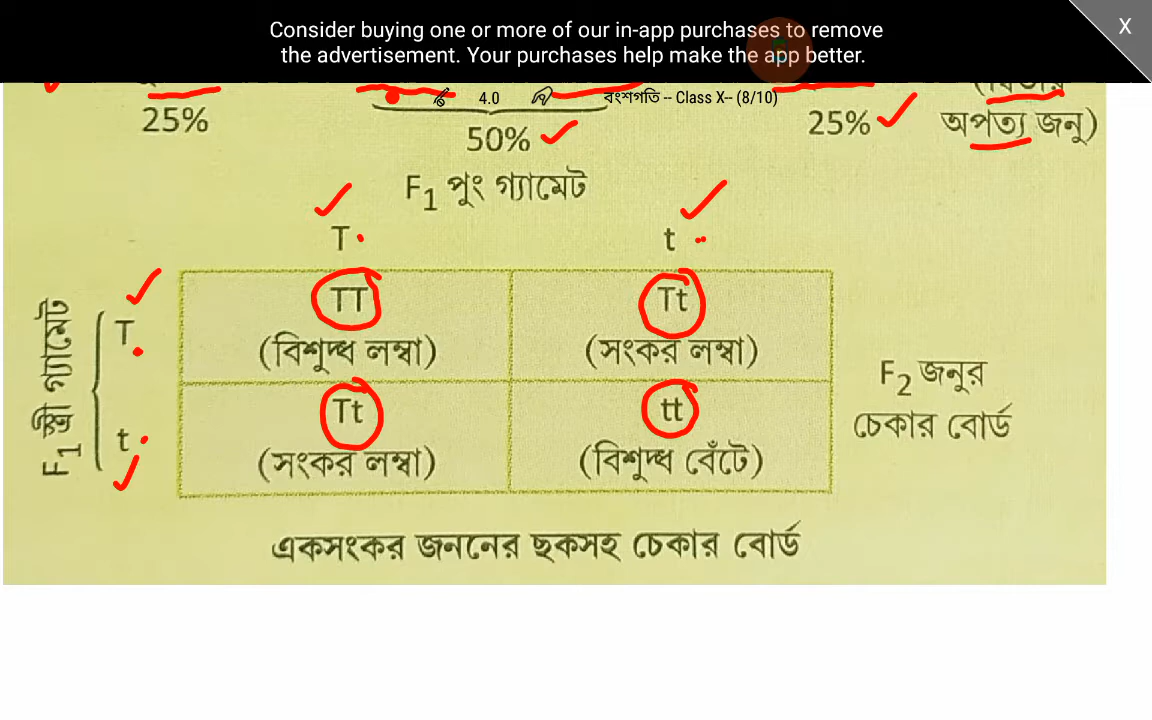 Consider buying one or more of our in-app purchases to remove
the advertisement. Your purchases help make the app better.
X
4.0
বংশগতি -- Class X-- (8/10)
25%
50%
25%
অপত্য জনু)
F1 পুং গ্যামেট
T
t
F1 স্ত্রী গ্যামেট
T
TT
Tt
(বিশুদ্ধ লম্বা)
(সংকর লম্বা)
t
Tt
tt
(সংকর লম্বা)
(বিশুদ্ধ বেঁটে)
F2 জনুর
চেকার বোর্ড
একসংকর জননের ছকসহ চেকার বোর্ড